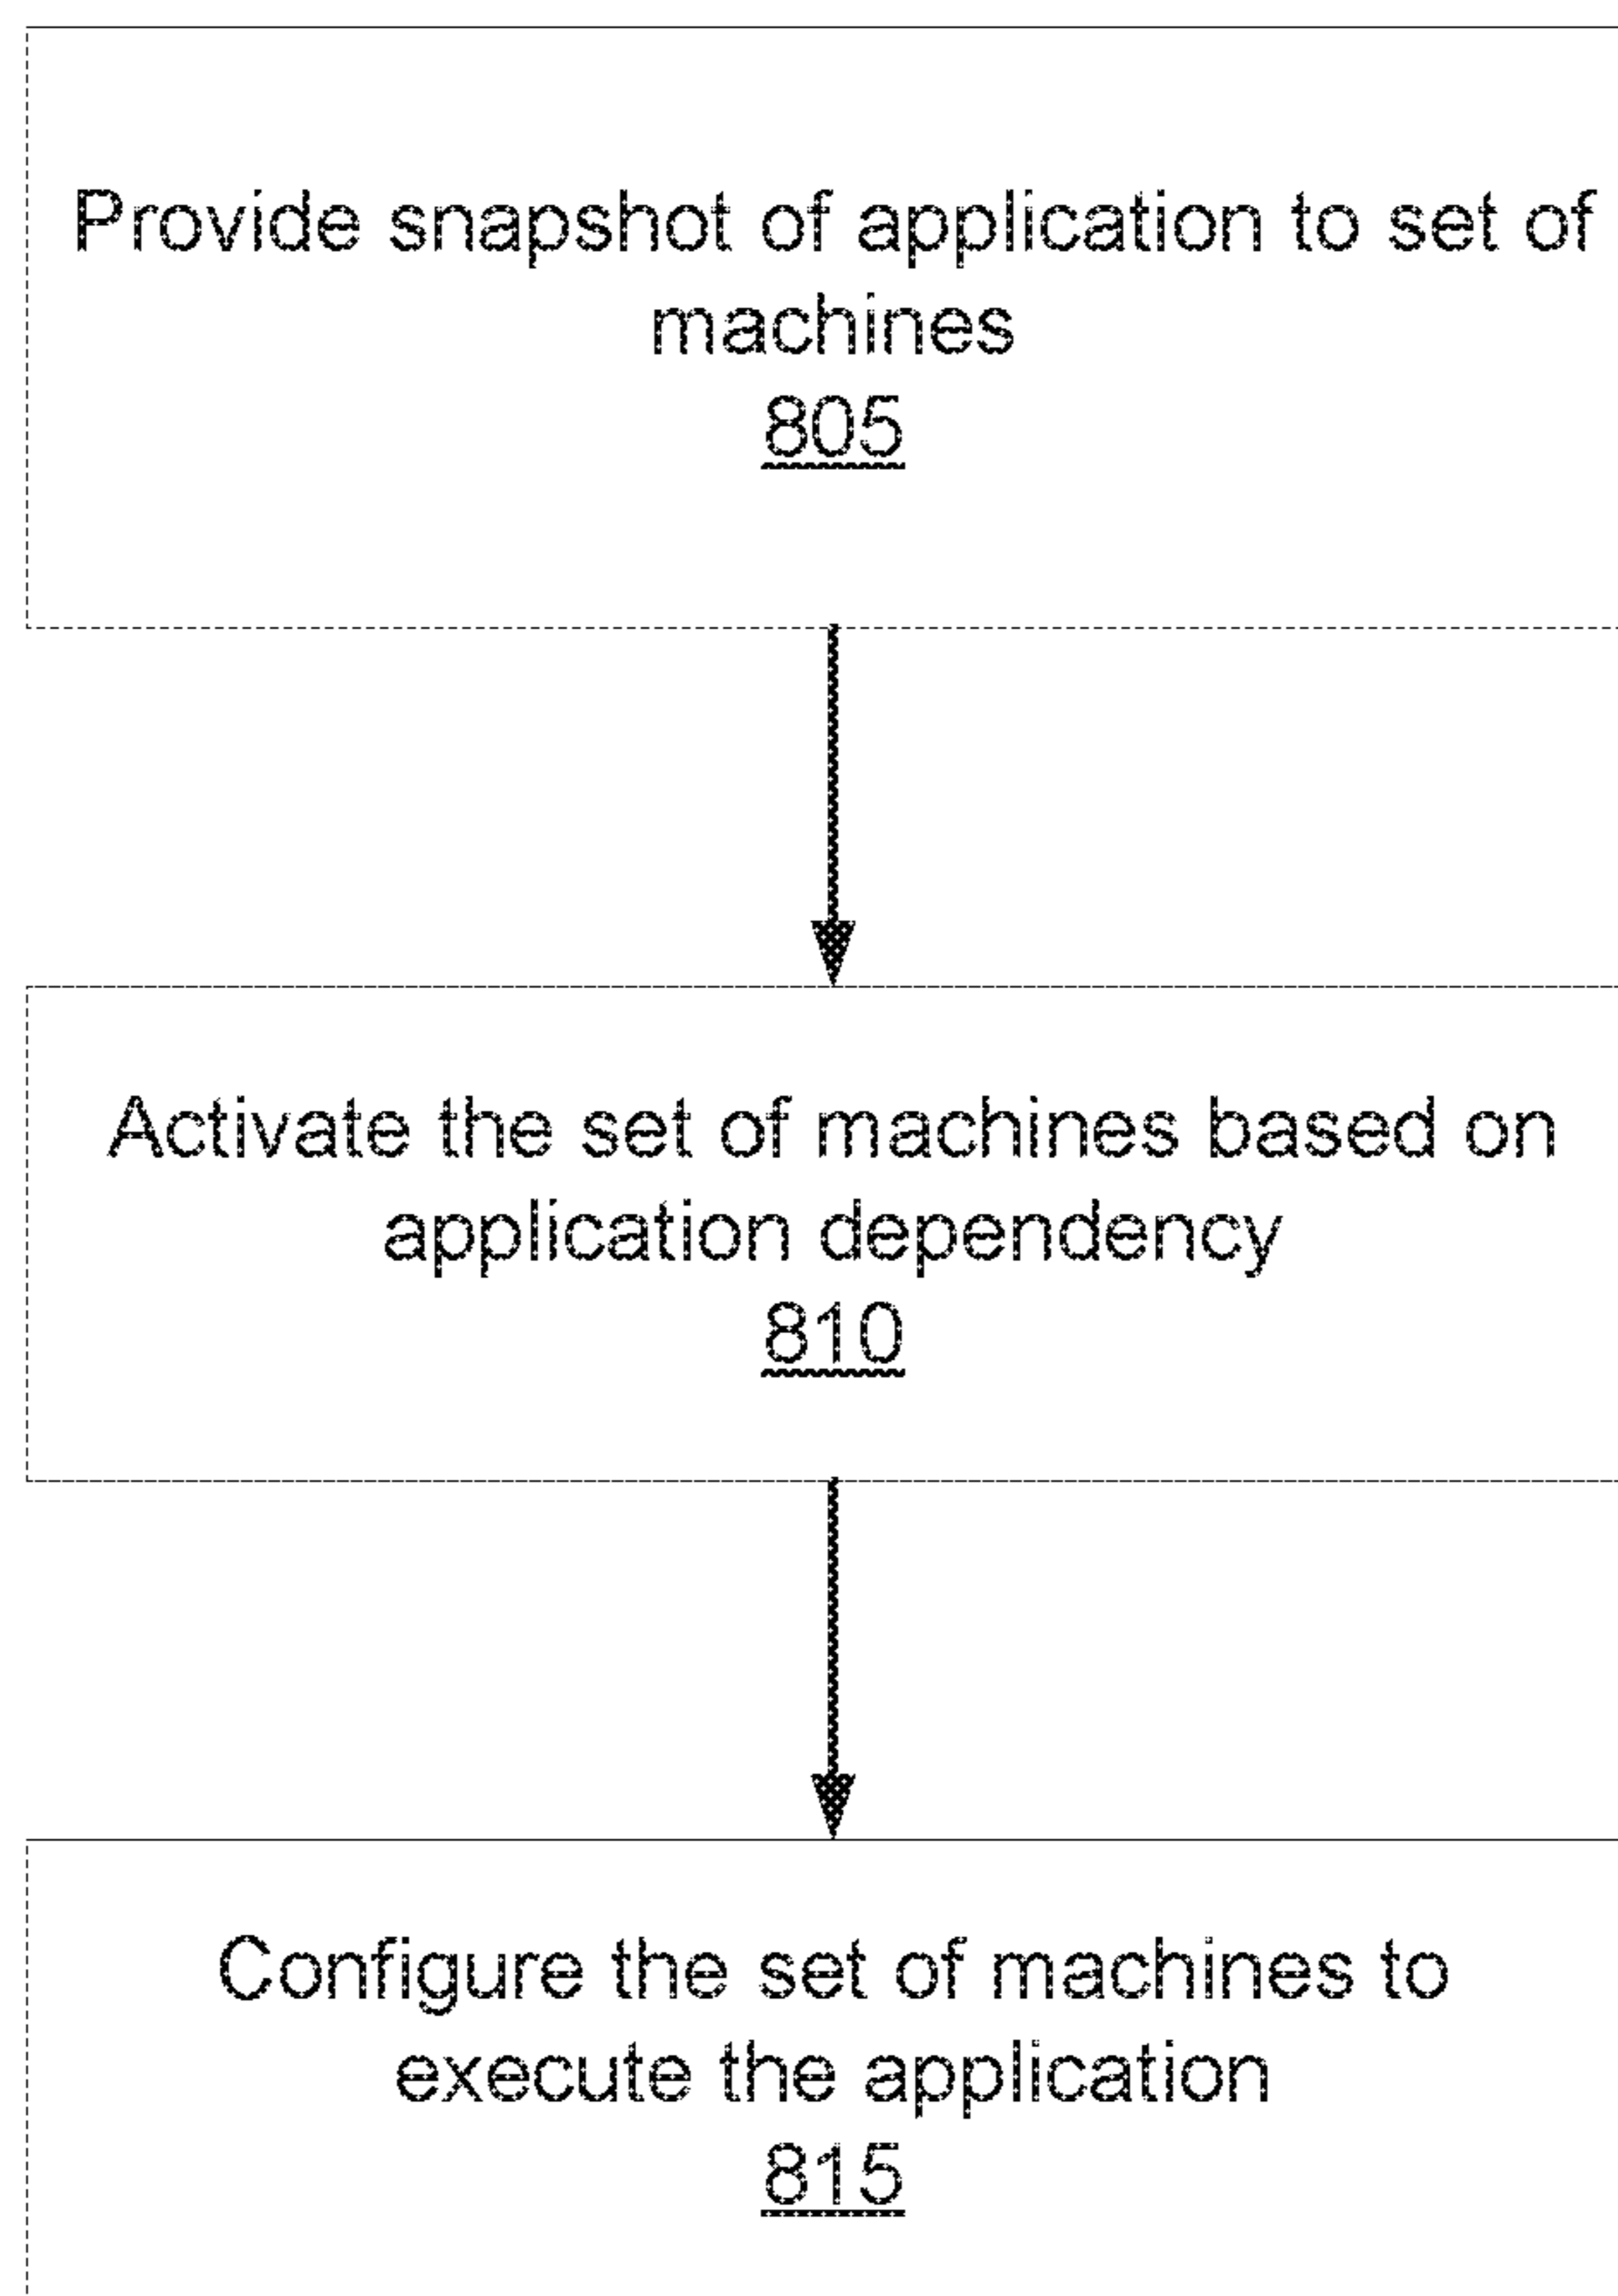 Provide snapshot of application to set of
machines
805
Activate the set of machines based on
application dependency
810
Configure the set of machines to
execute the application
815